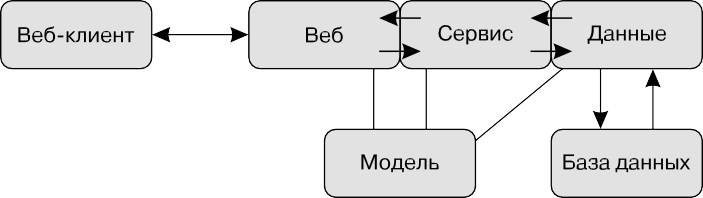 Веб-клиент
Веб
Сервис
Данные
Модель
База данных